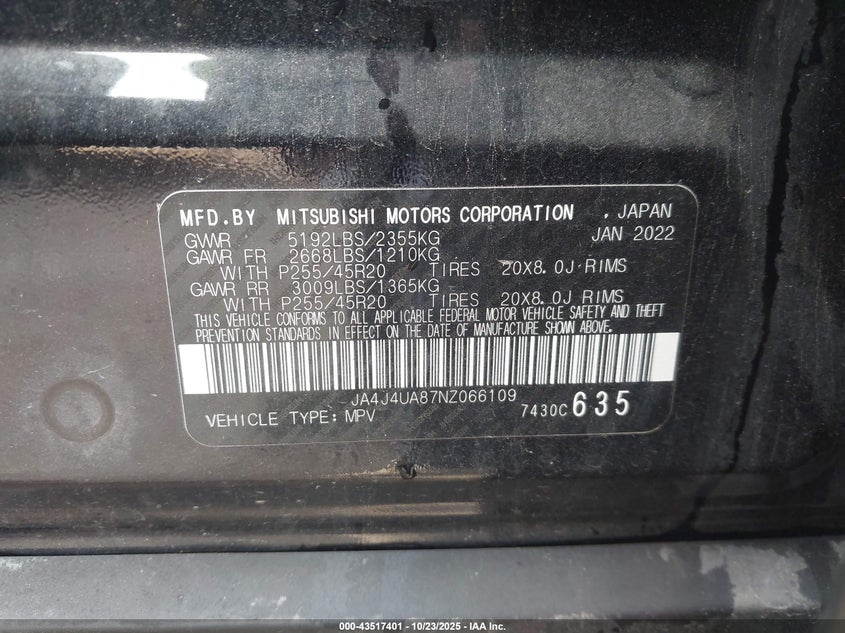 MFD.BY MITSUBISHI MOTORS CORPORATION , JAPAN
GVWR 5192LBS/2355KG JAN 2022
GAWR FR 2668LBS/1210KG
WITH P255/45R20 TIRES 20X8.0J RIMS
GAWR RR 3009LBS/1365KG
WITH P255/45R20 TIRES 20X8.0J RIMS
THIS VEHICLE CONFORMS TO ALL APPLICABLE FEDERAL MOTOR VEHICLE SAFETY AND THEFT
PREVENTION STANDARDS IN EFFECT ON THE DATE OF MANUFACTURE SHOWN ABOVE.
JA4J4UA87NZ066109
VEHICLE TYPE: MPV 7430C 635
000-43517401 - 10/23/2025 - IAA Inc.